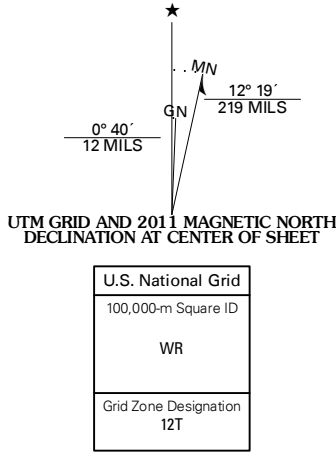 ★
MN
GN
12° 19´
219 MILS
0° 40´
12 MILS
UTM GRID AND 2011 MAGNETIC NORTH
DECLINATION AT CENTER OF SHEET
U.S. National Grid
100,000-m Square ID
WR
Grid Zone Designation
12T